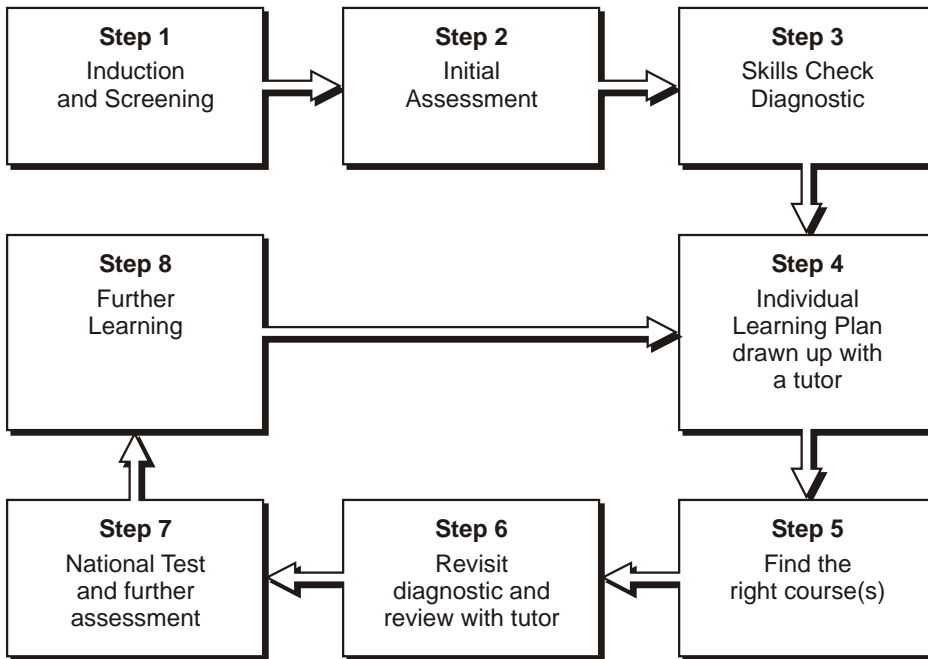 Step 1
Induction
and Screening
Step 2
Initial
Assessment
Step 3
Skills Check
Diagnostic
Step 4
Individual
Learning Plan
drawn up with
a tutor
Step 5
Find the
right course(s)
Step 6
Revisit
diagnostic and
review with tutor
Step 7
National Test
and further
assessment
Step 8
Further
Learning